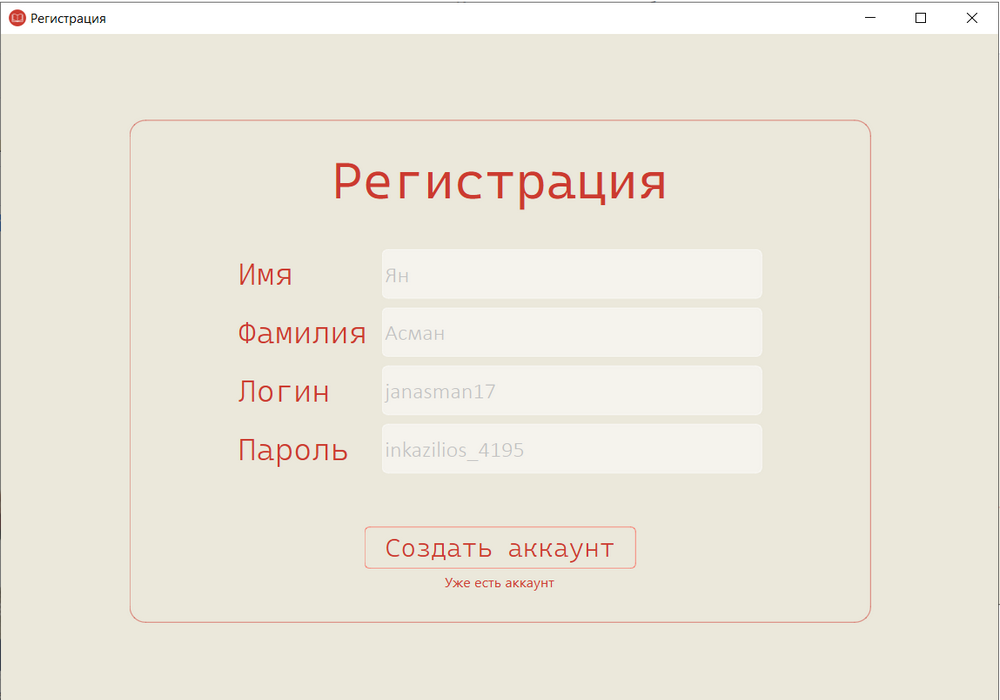 Регистрация
Регистрация
Имя
Ян
Фамилия
Асман
Логин
janasman17
Пароль
inkazilios_4195
Создать аккаунт
Уже есть аккаунт